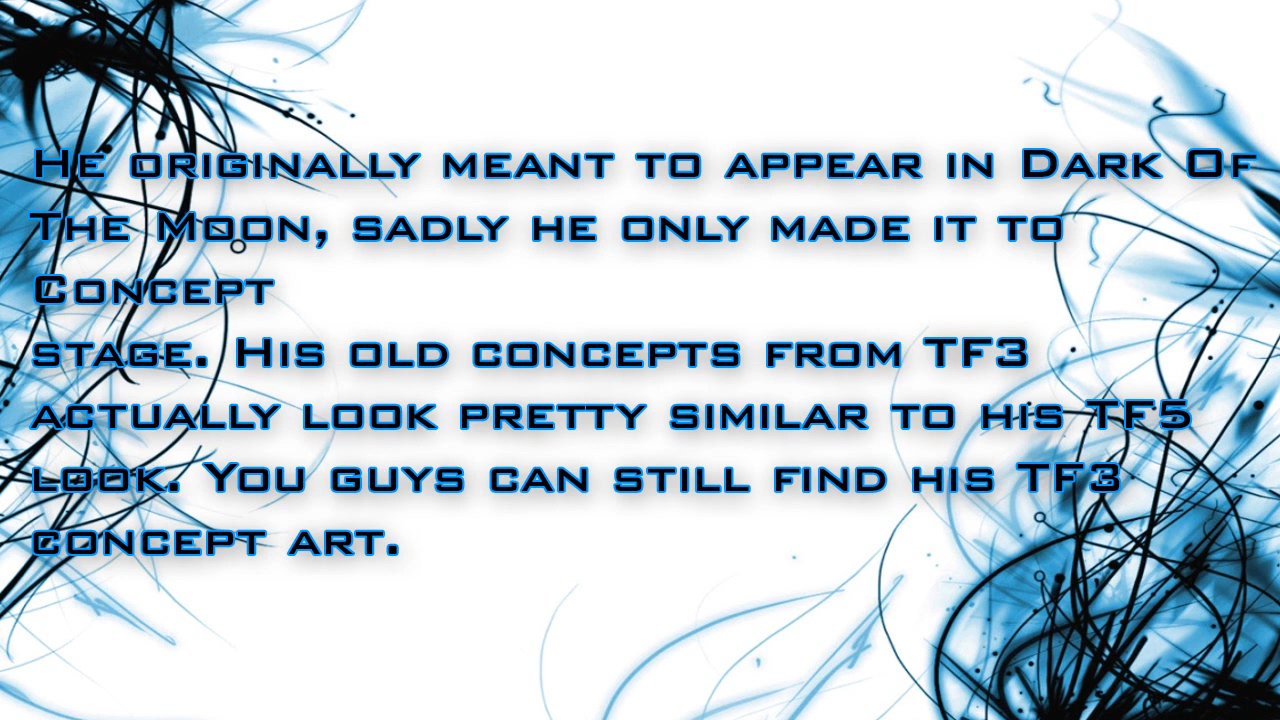 He originally meant to appear in Dark Of
The Moon, sadly he only made it to
Concept
stage. His old concepts from TF3
actually look pretty similar to his TF5
look. You guys can still find his TF3
concept art.